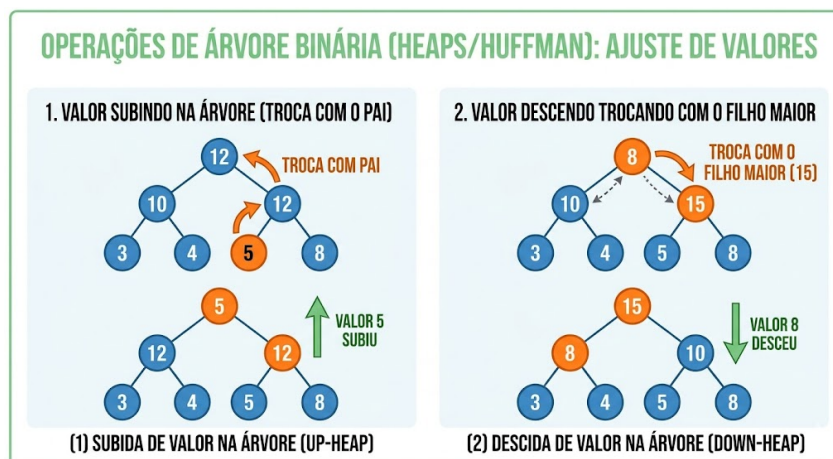 OPERAÇÕES DE ÁRVORE BINÁRIA (HEAPS/HUFFMAN): AJUSTE DE VALORES
1. VALOR SUBINDO NA ÁRVORE (TROCA COM O PAI)
12
TROCA COM PAI
10 12
3 4 5 8
5
VALOR 5
SUBIU
12 12
3 4 5 8
(1) SUBIDA DE VALOR NA ÁRVORE (UP-HEAP)
2. VALOR DESCENDO TROCANDO COM O FILHO MAIOR
8
TROCA COM O
FILHO MAIOR (15)
10 15
3 4 5 8
15
VALOR 8
DESCEU
8 10
3 4 5 8
(2) DESCIDA DE VALOR NA ÁRVORE (DOWN-HEAP)